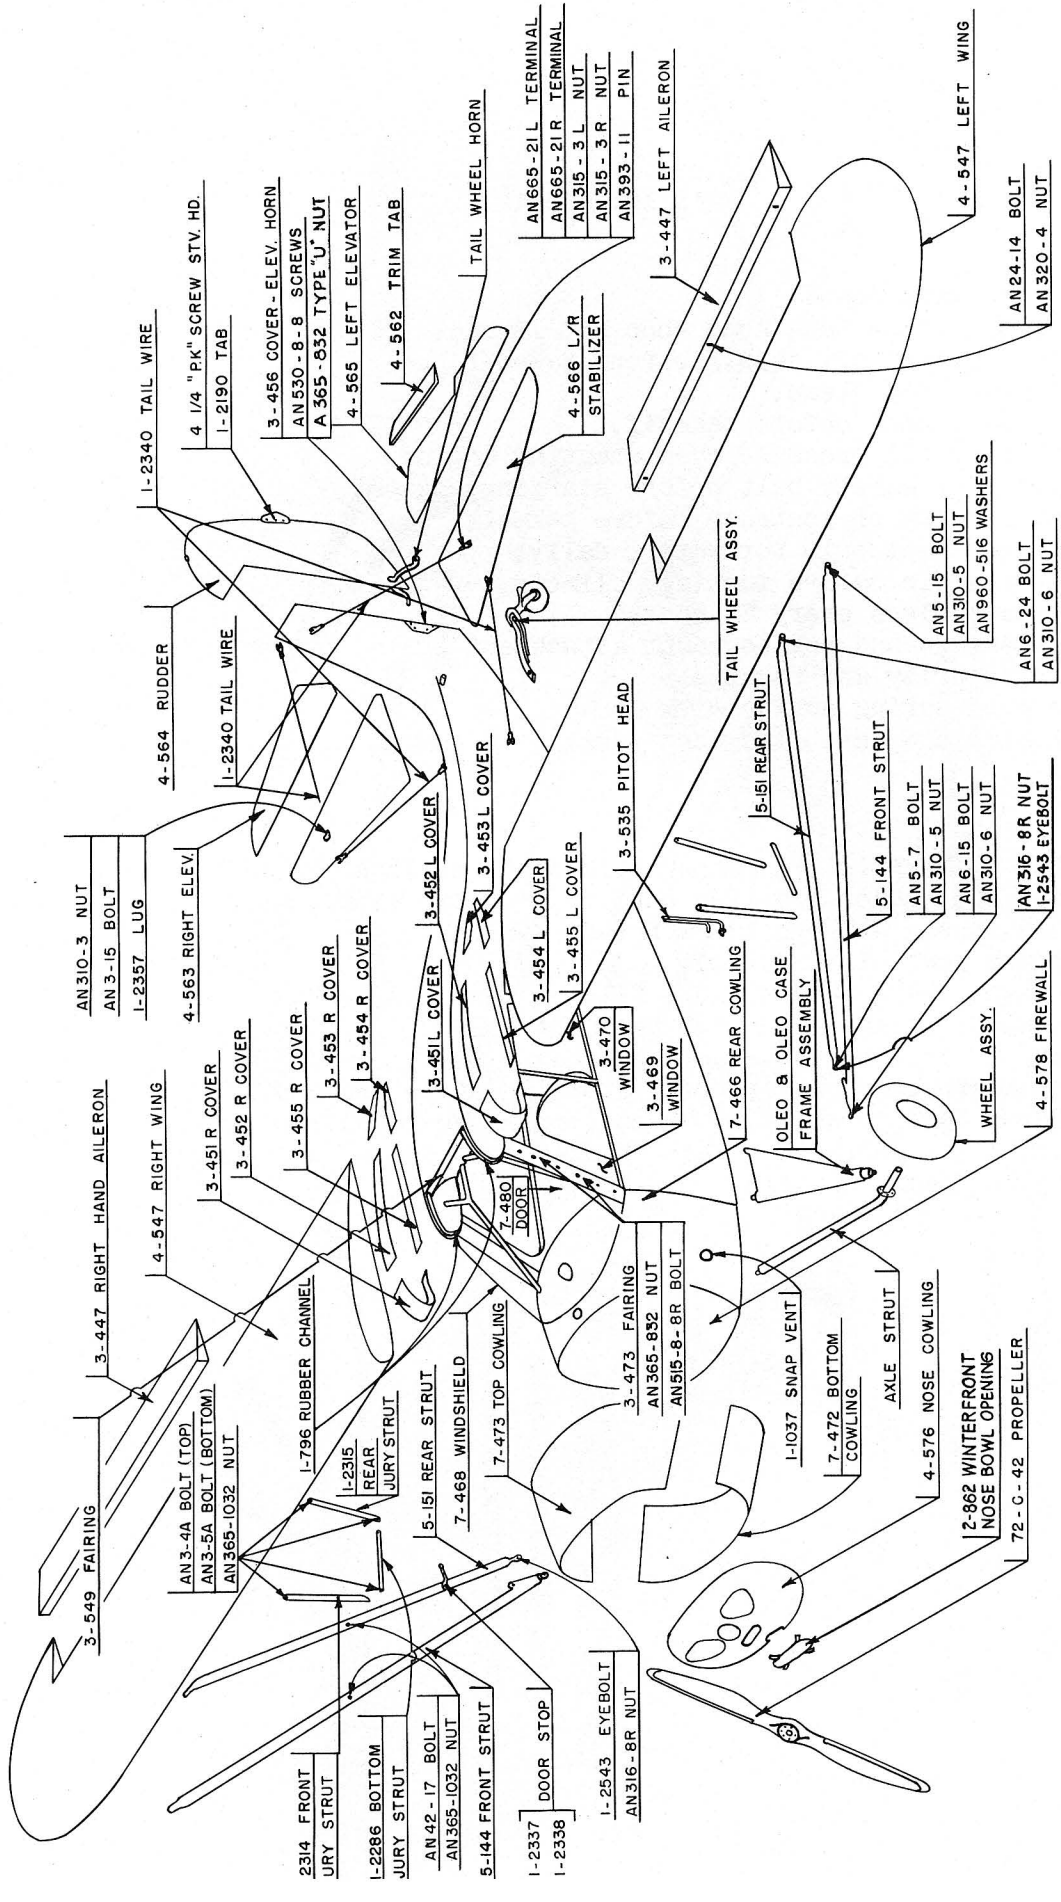 3-549 FAIRING
3-447 RIGHT HAND AILERON
4-547 RIGHT WING
3-451 R COVER
3-452 R COVER
3-455 R COVER
3-453 R COVER
3-454 R COVER
AN310-3 NUT
AN 3-15 BOLT
1-2357 LUG
4-563 RIGHT ELEV.
1-2340 TAIL WIRE
4-564 RUDDER
1-2340 TAIL WIRE
4 1/4 "P.K" SCREW STV. HD.
1-2190 TAB
3-456 COVER-ELEV. HORN
AN530-8-8 SCREWS
A 365-832 TYPE "U" NUT
4-565 LEFT ELEVATOR
4-562 TRIM TAB
TAIL WHEEL HORN
AN665-21L TERMINAL
AN665-21R TERMINAL
AN315-3L NUT
AN315-3R NUT
AN393-11 PIN
3-447 LEFT AILERON
4-566 L/R
STABILIZER
4-547 LEFT WING
AN24-14 BOLT
AN320-4 NUT
TAIL WHEEL ASSY.
AN3-4A BOLT (TOP)
AN3-5A BOLT (BOTTOM)
AN365-1032 NUT
1-796 RUBBER CHANNEL
1-2315
REAR
JURY STRUT
5-151 REAR STRUT
7-468 WINDSHIELD
7-473 TOP COWLING
3-451L COVER
3-452 L COVER
3-453 L COVER
3-454 L COVER
3-455 L COVER
7-480
DOOR
3-470
WINDOW
3-469
WINDOW
3-535 PITOT HEAD
7-466 REAR COWLING
3-473 FAIRING
AN365-832 NUT
AN515-8-8R BOLT
OLEO & OLEO CASE
FRAME ASSEMBLY
5-151 REAR STRUT
5-144 FRONT STRUT
AN5-15 BOLT
AN310-5 NUT
AN960-516 WASHERS
AN6-24 BOLT
AN310-6 NUT
AN5-7 BOLT
AN310-5 NUT
AN6-15 BOLT
AN310-6 NUT
AN316-8R NUT
1-2543 EYEBOLT
WHEEL ASSY.
4-578 FIREWALL
2314 FRONT
URY STRUT
1-2286 BOTTOM
JURY STRUT
AN42-17 BOLT
AN365-1032 NUT
5-144 FRONT STRUT
1-2337
1-2338
DOOR STOP
1-2543 EYEBOLT
AN316-8R NUT
1-1037 SNAP VENT
7-472 BOTTOM
COWLING
AXLE STRUT
4-576 NOSE COWLING
12-862 WINTERFRONT
NOSE BOWL OPENING
72-C-42 PROPELLER